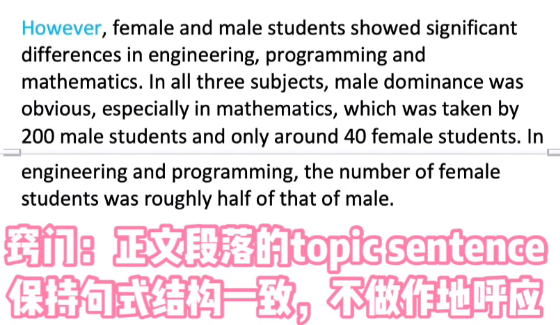 However, female and male students showed significant
differences in engineering, programming and
mathematics. In all three subjects, male dominance was
obvious, especially in mathematics, which was taken by
200 male students and only around 40 female students. In
engineering and programming, the number of female
students was roughly half of that of male.
窍门：正文段落的topic sentence
保持句式结构一致，不做作地呼应